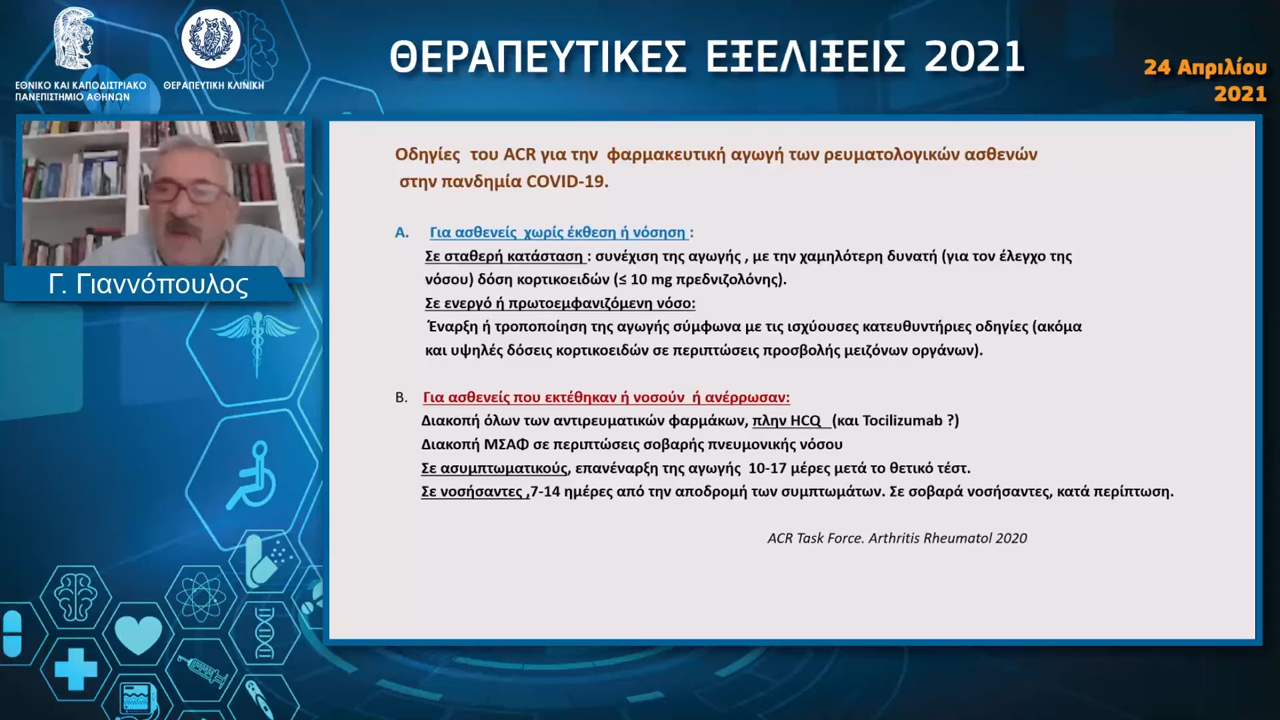 ΕΘΝΙΚΟ ΚΑΙ ΚΑΠΟΔΙΣΤΡΙΑΚΟ
ΠΑΝΕΠΙΣΤΗΜΙΟ ΑΘΗΝΩΝ
ΘΕΡΑΠΕΥΤΙΚΗ ΚΛΙΝΙΚΗ
ΘΕΡΑΠΕΥΤΙΚΕΣ ΕΞΕΛΙΞΕΙΣ 2021
24 Απριλίου
2021
Γ. Γιαννόπουλος
Οδηγίες του ACR για την φαρμακευτική αγωγή των ρευματολογικών ασθενών
στην πανδημία COVID-19.
Α. Για ασθενείς χωρίς έκθεση ή νόσηση :
Σε σταθερή κατάσταση : συνέχιση της αγωγής , με την χαμηλότερη δυνατή (για τον έλεγχο της
νόσου) δόση κορτικοειδών (≤ 10 mg πρεδνιζολόνης).
Σε ενεργό ή πρωτοεμφανιζόμενη νόσο:
Έναρξη ή τροποποίηση της αγωγής σύμφωνα με τις ισχύουσες κατευθυντήριες οδηγίες (ακόμα
και υψηλές δόσεις κορτικοειδών σε περιπτώσεις προσβολής μειζόνων οργάνων).
Β. Για ασθενείς που εκτέθηκαν ή νοσούν ή ανέρρωσαν:
Διακοπή όλων των αντιρευματικών φαρμάκων, πλην HCQ (και Tocilizumab ?)
Διακοπή ΜΣΑΦ σε περιπτώσεις σοβαρής πνευμονικής νόσου
Σε ασυμπτωματικούς, επανέναρξη της αγωγής 10-17 μέρες μετά το θετικό τέστ.
Σε νοσήσαντες ,7-14 ημέρες από την αποδρομή των συμπτωμάτων. Σε σοβαρά νοσήσαντες, κατά περίπτωση.
ACR Task Force. Arthritis Rheumatol 2020